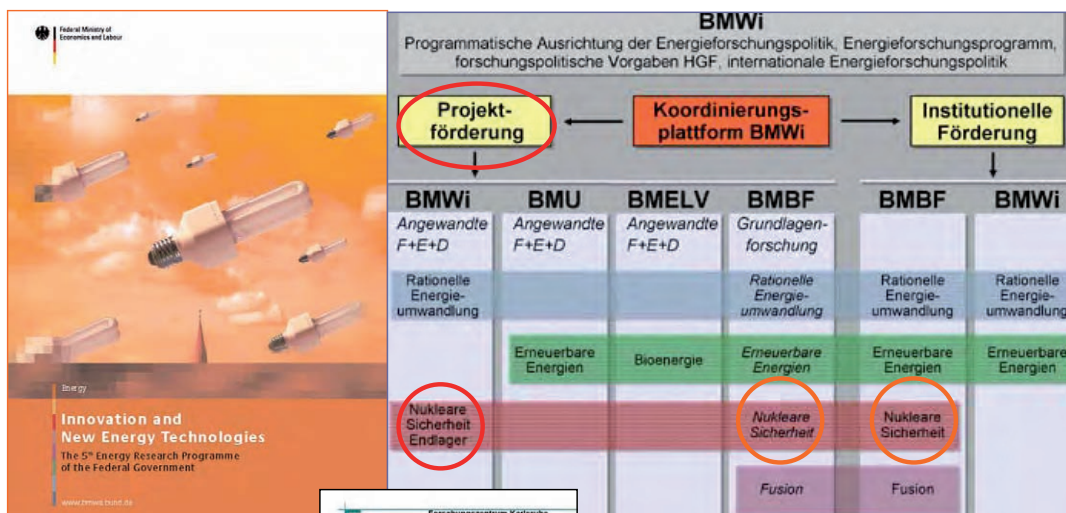 Federal Ministry of
Economics and Labour
Energy
Innovation and
New Energy Technologies
The 5th Energy Research Programme
of the Federal Government
www.bmwa.bund.de
BMWi
Programmatische Ausrichtung der Energieforschungspolitik, Energieforschungsprogramm,
forschungspolitische Vorgaben HGF, internationale Energieforschungspolitik
Projekt-
förderung
Koordinierungs-
plattform BMWi
Institutionelle
Förderung
BMWi BMU BMELV BMBF BMBF BMWi
Angewandte Angewandte Angewandte Grundlagen-
F+E+D F+E+D F+E+D forschung
Rationelle Rationelle Rationelle Rationelle
Energie- Energie- Energie- Energie-
umwandlung umwandlung umwandlung umwandlung
Erneuerbare Bioenergie Erneuerbare Erneuerbare Erneuerbare
Energien Energien Energien Energien
Nukleare Nukleare Nukleare
Sicherheit Sicherheit Sicherheit
Endlager
Fusion Fusion
Forschungszentrum Karlsruhe